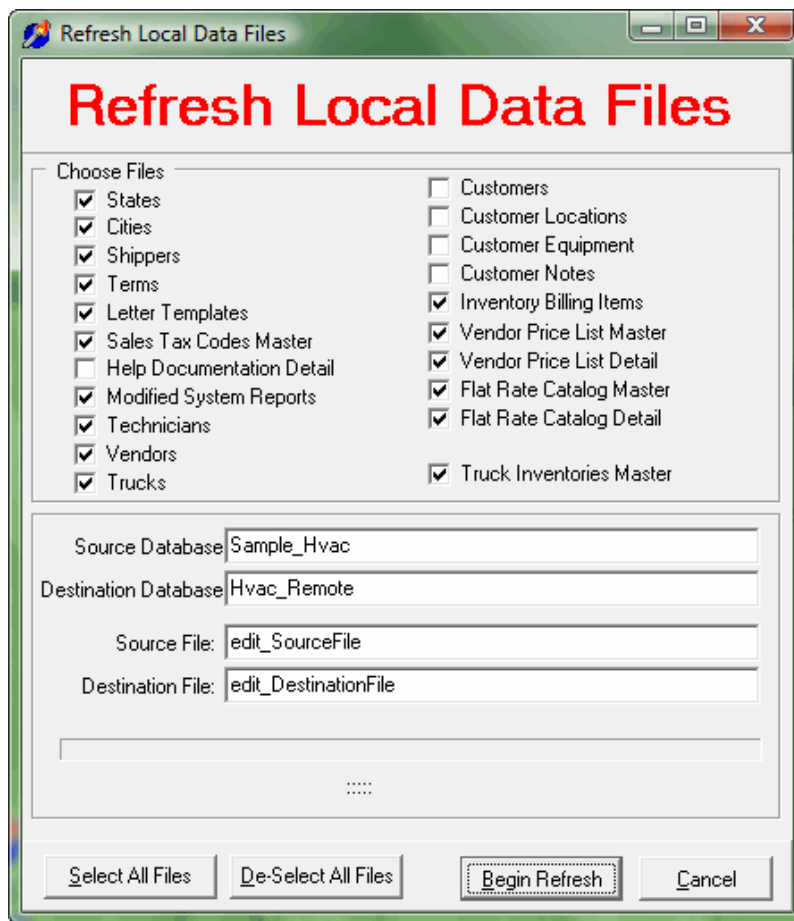 Refresh Local Data Files
Refresh Local Data Files
Choose Files
States
Cities
Shippers
Terms
Letter Templates
Sales Tax Codes Master
Help Documentation Detail
Modified System Reports
Technicians
Vendors
Trucks
Customers
Customer Locations
Customer Equipment
Customer Notes
Inventory Billing Items
Vendor Price List Master
Vendor Price List Detail
Flat Rate Catalog Master
Flat Rate Catalog Detail
Truck Inventories Master
Source Database Sample_Hvac
Destination Database Hvac_Remote
Source File: edit_SourceFile
Destination File: edit_DestinationFile
:::::
Select All Files De-Select All Files Begin Refresh Cancel